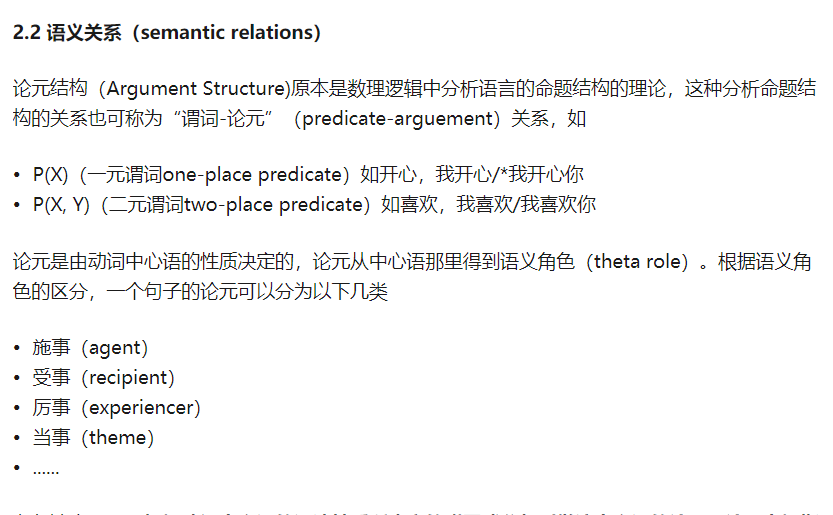 2.2 语义关系（semantic relations）
论元结构（Argument Structure)原本是数理逻辑中分析语言的命题结构的理论，这种分析命题结
构的关系也可称为“谓词-论元”（predicate-arguement）关系，如
• P(X)（一元谓词one-place predicate）如开心，我开心/*我开心你
• P(X, Y)（二元谓词two-place predicate）如喜欢，我喜欢/我喜欢你
论元是由动词中心语的性质决定的，论元从中心语那里得到语义角色（theta role）。根据语义角
色的区分，一个句子的论元可以分为以下几类
• 施事（agent）
• 受事（recipient）
• 厉事（experiencer）
• 当事（theme）
• ......